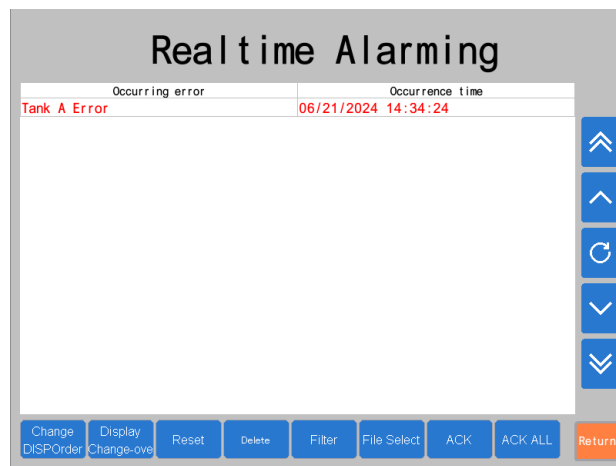 Realtime Alarming
Occurring error Occurrence time
Tank A Error 06/21/2024 14:34:24
Change Display
DISPOrder Change-ove Reset Delete Filter File Select ACK ACK ALL Return